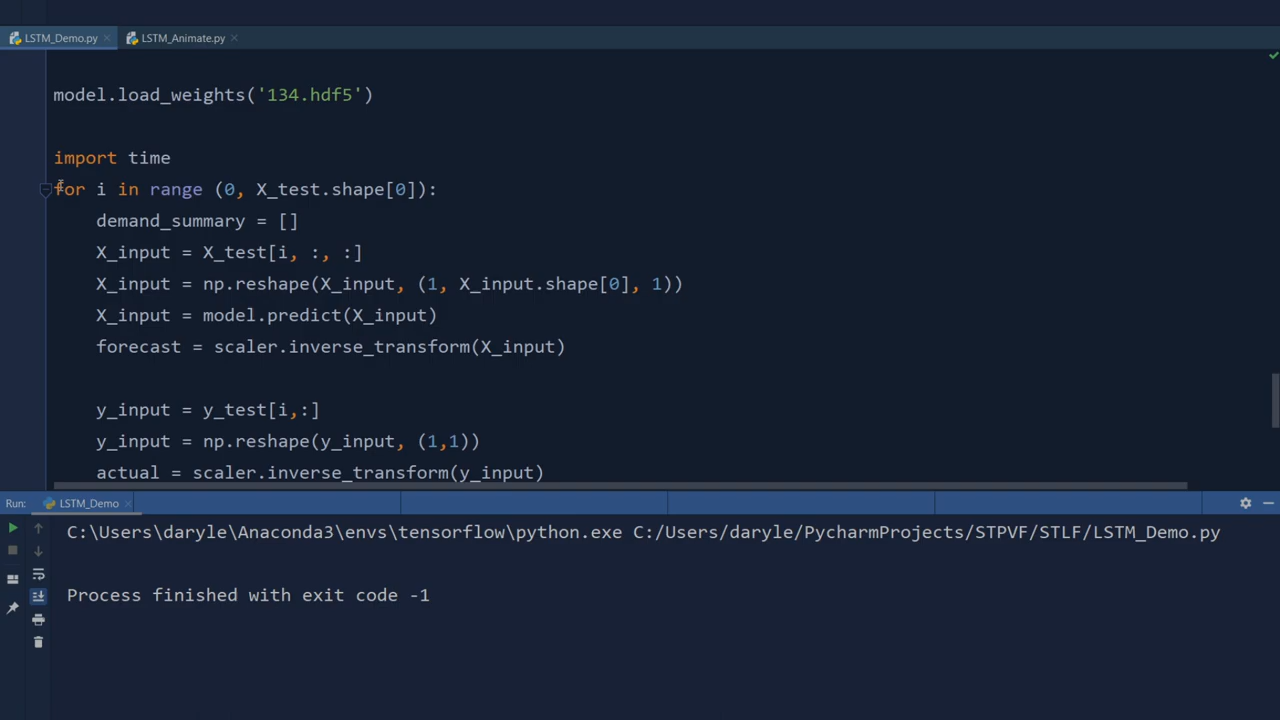 LSTM_Demo.py
LSTM_Animate.py
model.load_weights('134.hdf5')
import time
for i in range (0, X_test.shape[0]):
demand_summary = []
X_input = X_test[i, :, :]
X_input = np.reshape(X_input, (1, X_input.shape[0], 1))
X_input = model.predict(X_input)
forecast = scaler.inverse_transform(X_input)
y_input = y_test[i,:]
y_input = np.reshape(y_input, (1,1))
actual = scaler.inverse_transform(y_input)
Run: LSTM_Demo
C:\Users\daryle\Anaconda3\envs\tensorflow\python.exe C:/Users/daryle/PycharmProjects/STPVF/STLF/LSTM_Demo.py
Process finished with exit code -1